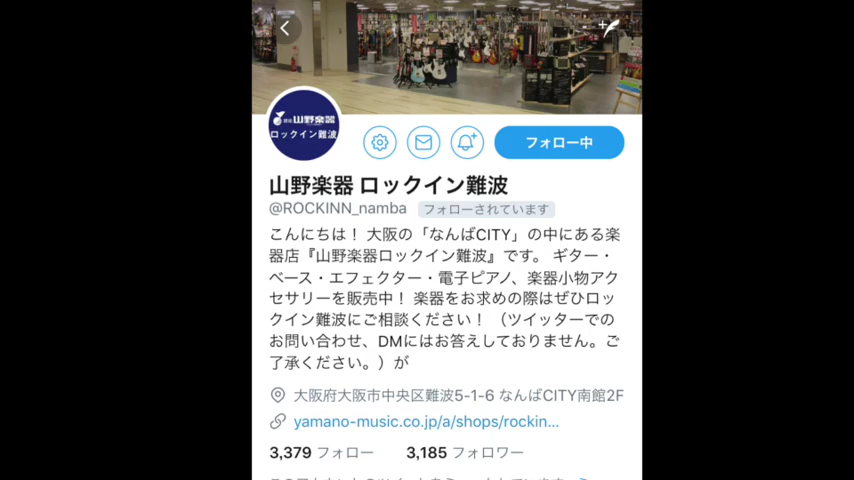 山野楽器
ロックイン難波
フォロー中
山野楽器 ロックイン難波
@ROCKINN_namba フォローされています
こんにちは！ 大阪の「なんばCITY」の中にある楽
器店『山野楽器ロックイン難波』です。 ギター・
ベース・エフェクター・電子ピアノ、楽器小物アク
セサリーを販売中！ 楽器をお求めの際はぜひロッ
クイン難波にご相談ください！ （ツイッターでの
お問い合わせ、DMにはお答えしておりません。ご
了承ください。）が
大阪府大阪市中央区難波5-1-6 なんばCITY南館2F
yamano-music.co.jp/a/shops/rockin...
3,379 フォロー 3,185 フォロワー